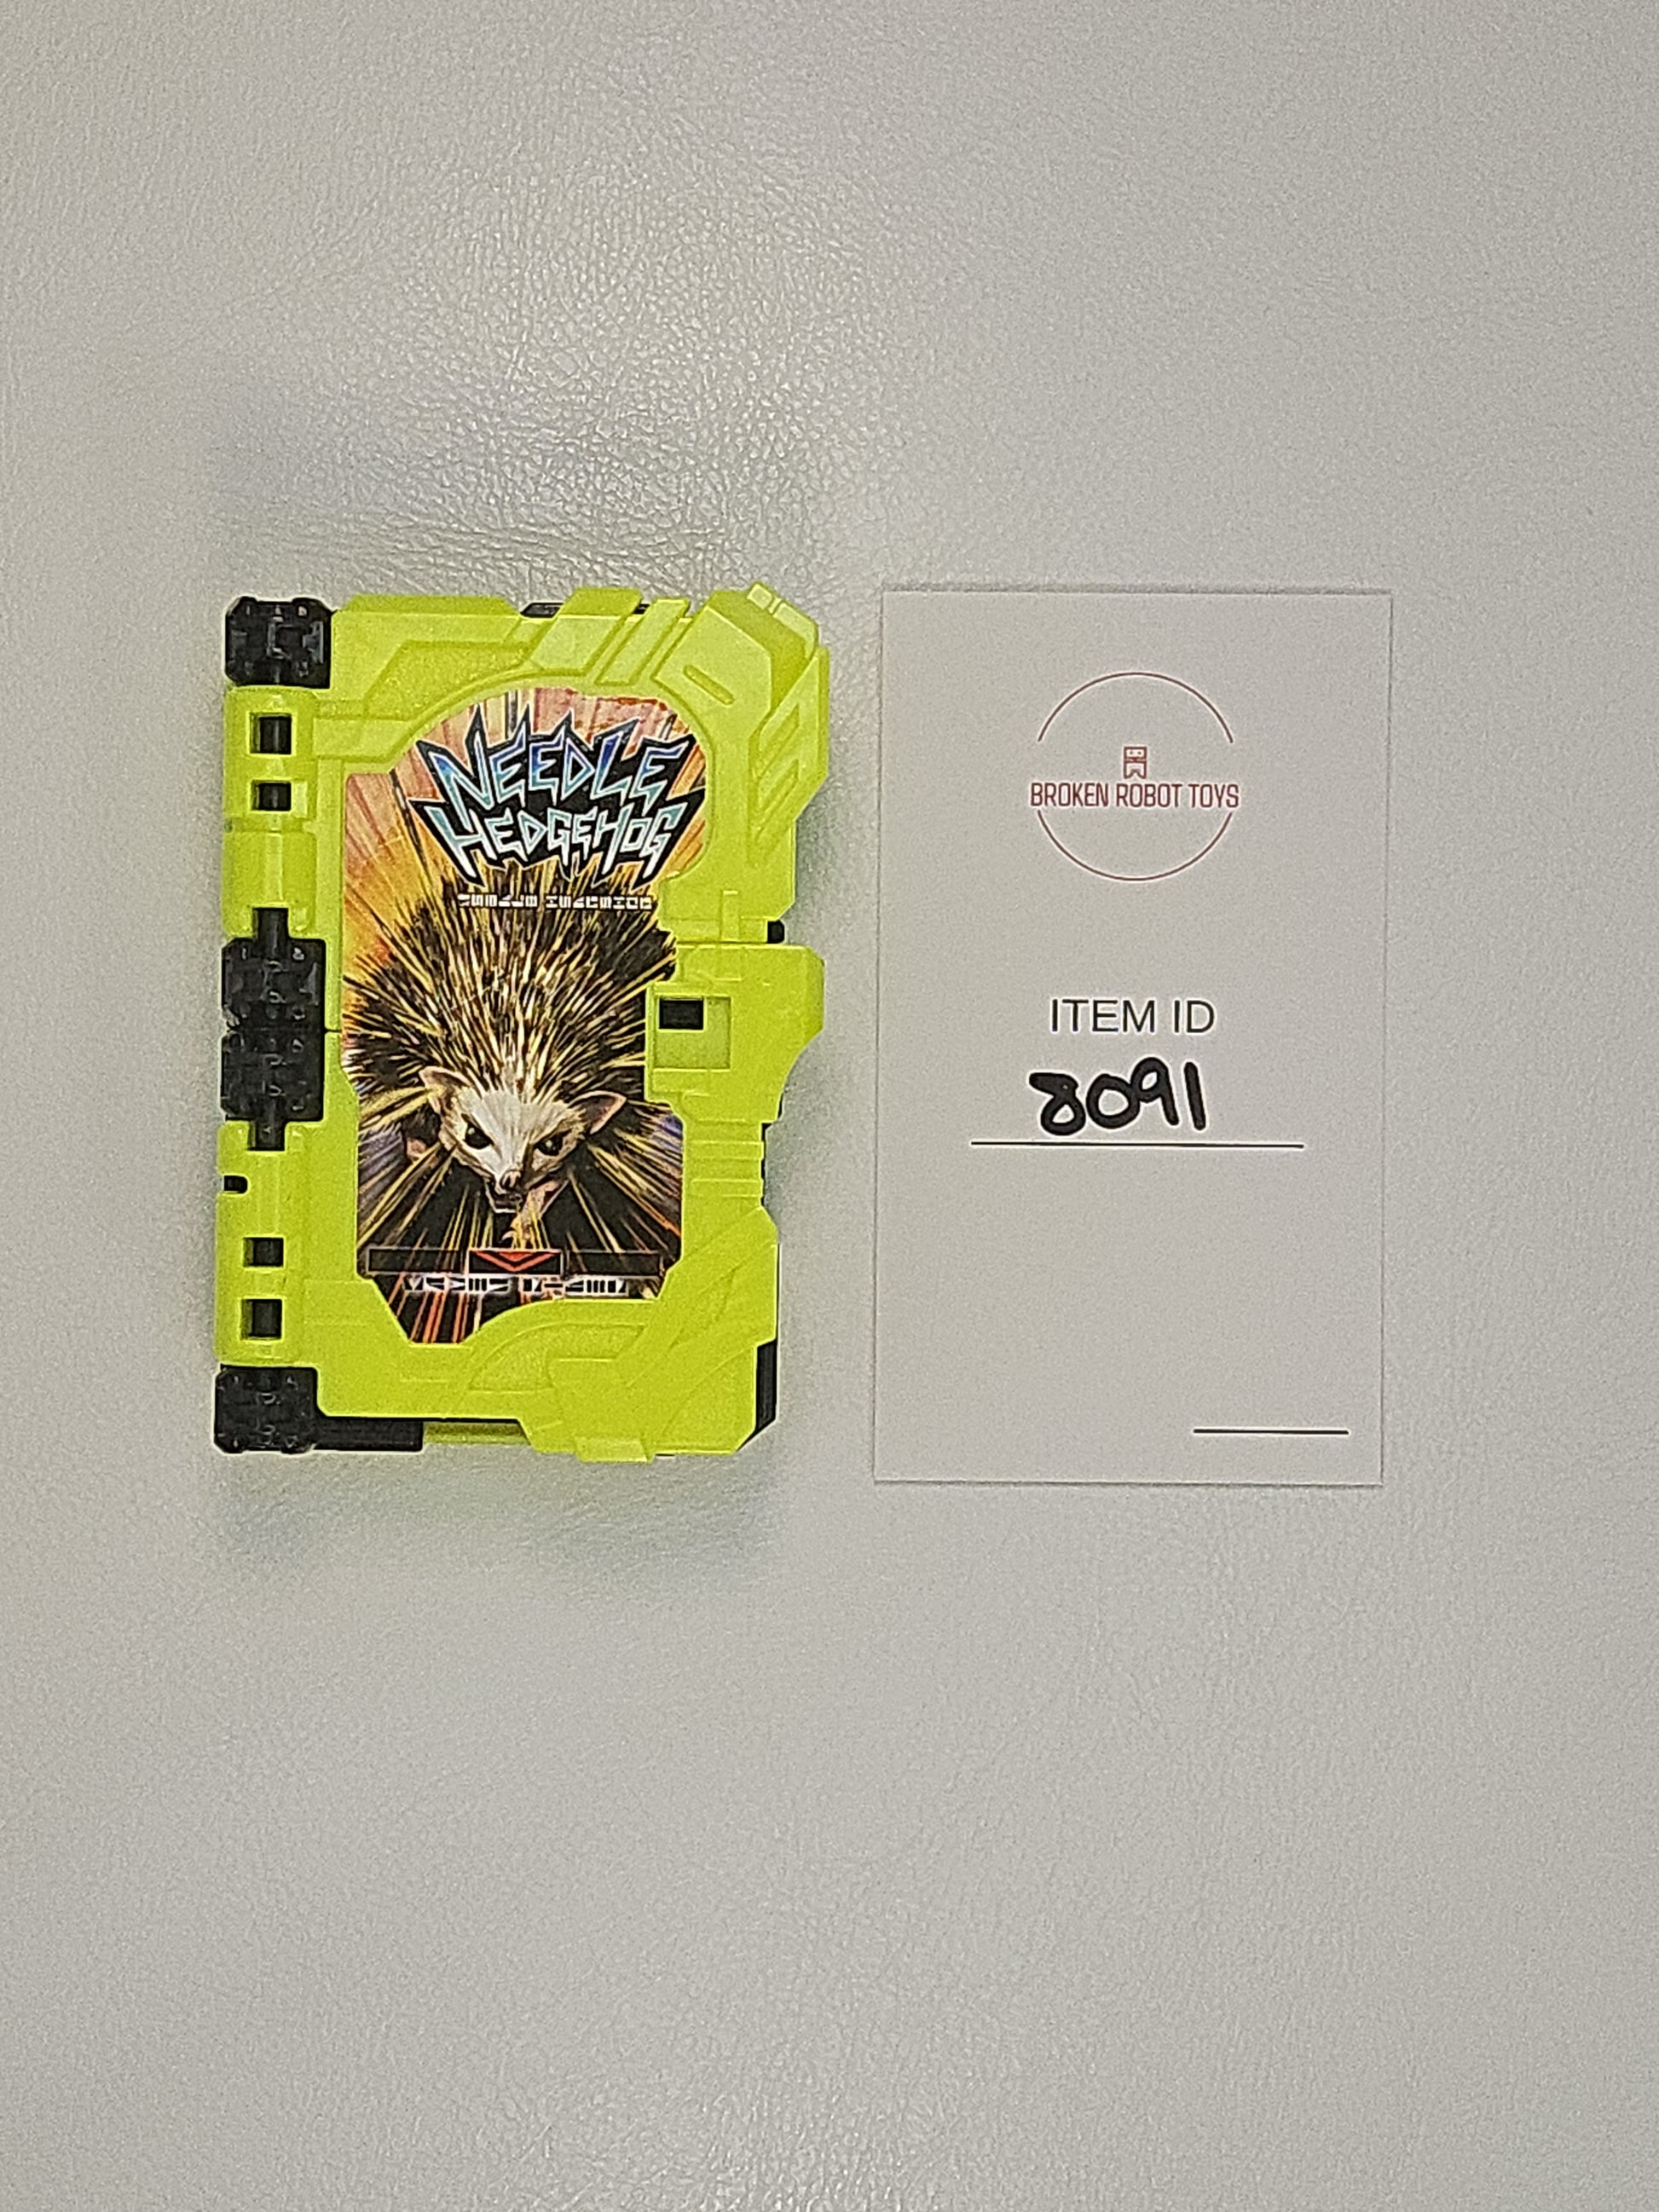 NEEDLE
HEDGEHOG
BROKEN ROBOT TOYS
ITEM ID
8091